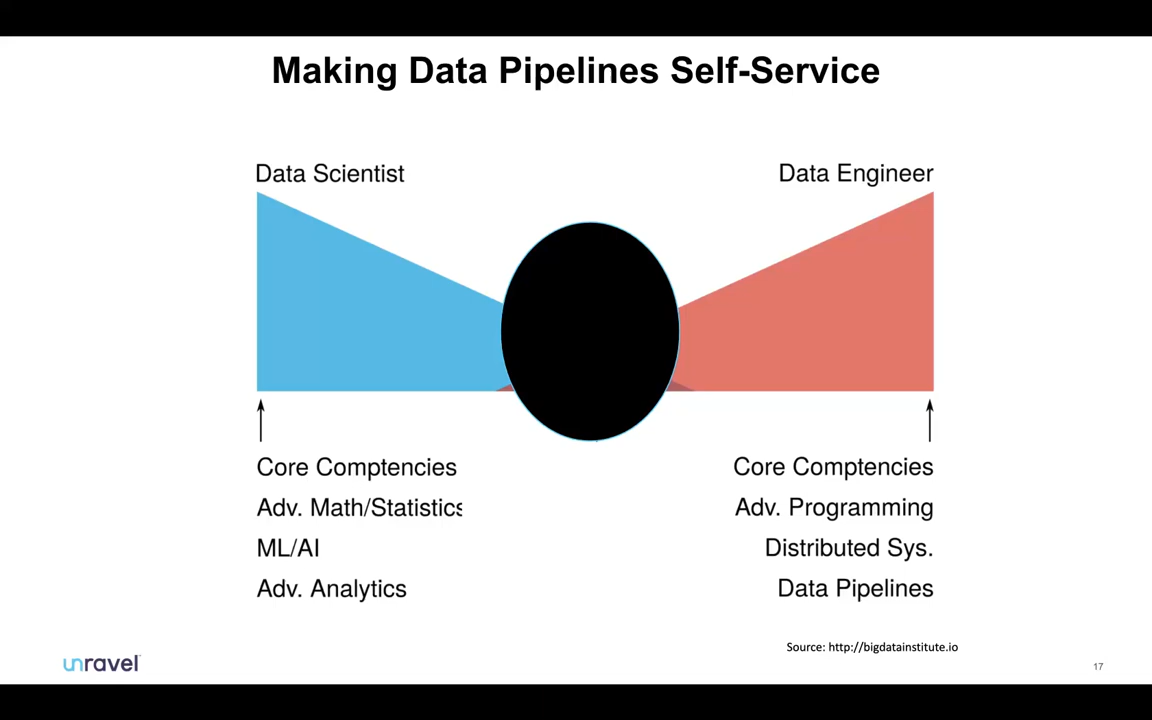 Making Data Pipelines Self-Service
Data Scientist
Data Engineer
Core Comptencies
Adv. Math/Statistics
ML/AI
Adv. Analytics
Core Comptencies
Adv. Programming
Distributed Sys.
Data Pipelines
Source: http://bigdatainstitute.io
unravel
17